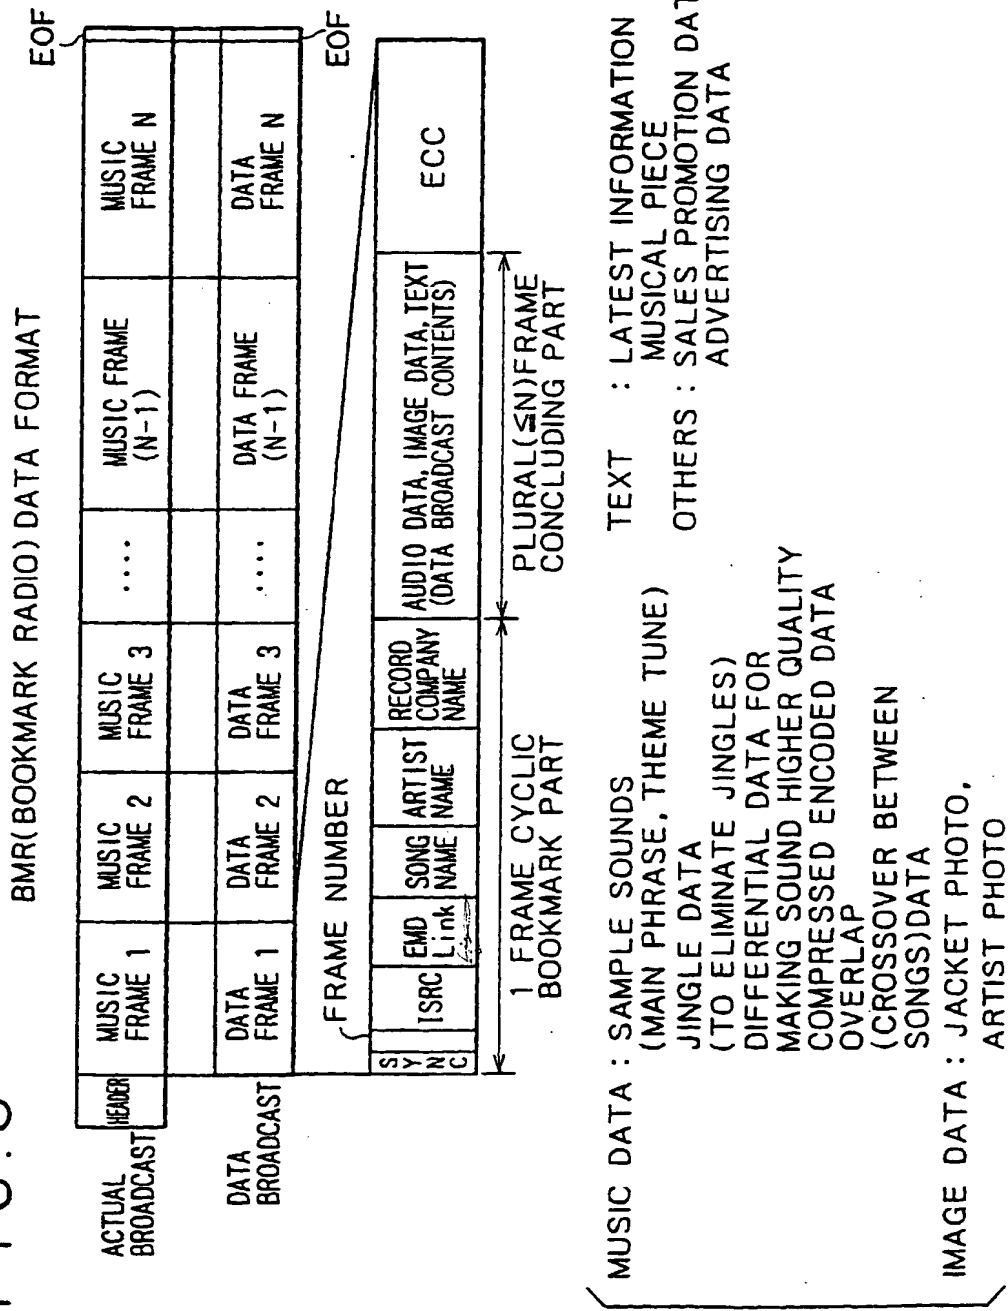 BMR(BOOKMARK RADIO) DATA FORMAT
EOF
ACTUAL
BROADCAST
HEADER
MUSIC
FRAME 1
MUSIC
FRAME 2
MUSIC
FRAME 3
....
MUSIC FRAME
(N-1)
MUSIC
FRAME N
DATA
BROADCAST
DATA
FRAME 1
DATA
FRAME 2
DATA
FRAME 3
....
DATA FRAME
(N-1)
DATA
FRAME N
EOF
FRAME NUMBER
SYNC
ISRC
EMD
Link
SONG
NAME
ARTIST
NAME
RECORD
COMPANY
NAME
AUDIO DATA, IMAGE DATA, TEXT
(DATA BROADCAST CONTENTS)
ECC
1 FRAME CYCLIC
BOOKMARK PART
PLURAL(≦N)FRAME
CONCLUDING PART
MUSIC DATA : SAMPLE SOUNDS
(MAIN PHRASE, THEME TUNE)
JINGLE DATA
(TO ELIMINATE JINGLES)
DIFFERENTIAL DATA FOR
MAKING SOUND HIGHER QUALITY
COMPRESSED ENCODED DATA
OVERLAP
(CROSSOVER BETWEEN
SONGS)DATA
IMAGE DATA : JACKET PHOTO,
ARTIST PHOTO
TEXT : LATEST INFORMATION
MUSICAL PIECE
OTHERS : SALES PROMOTION
ADVERTISING DATA